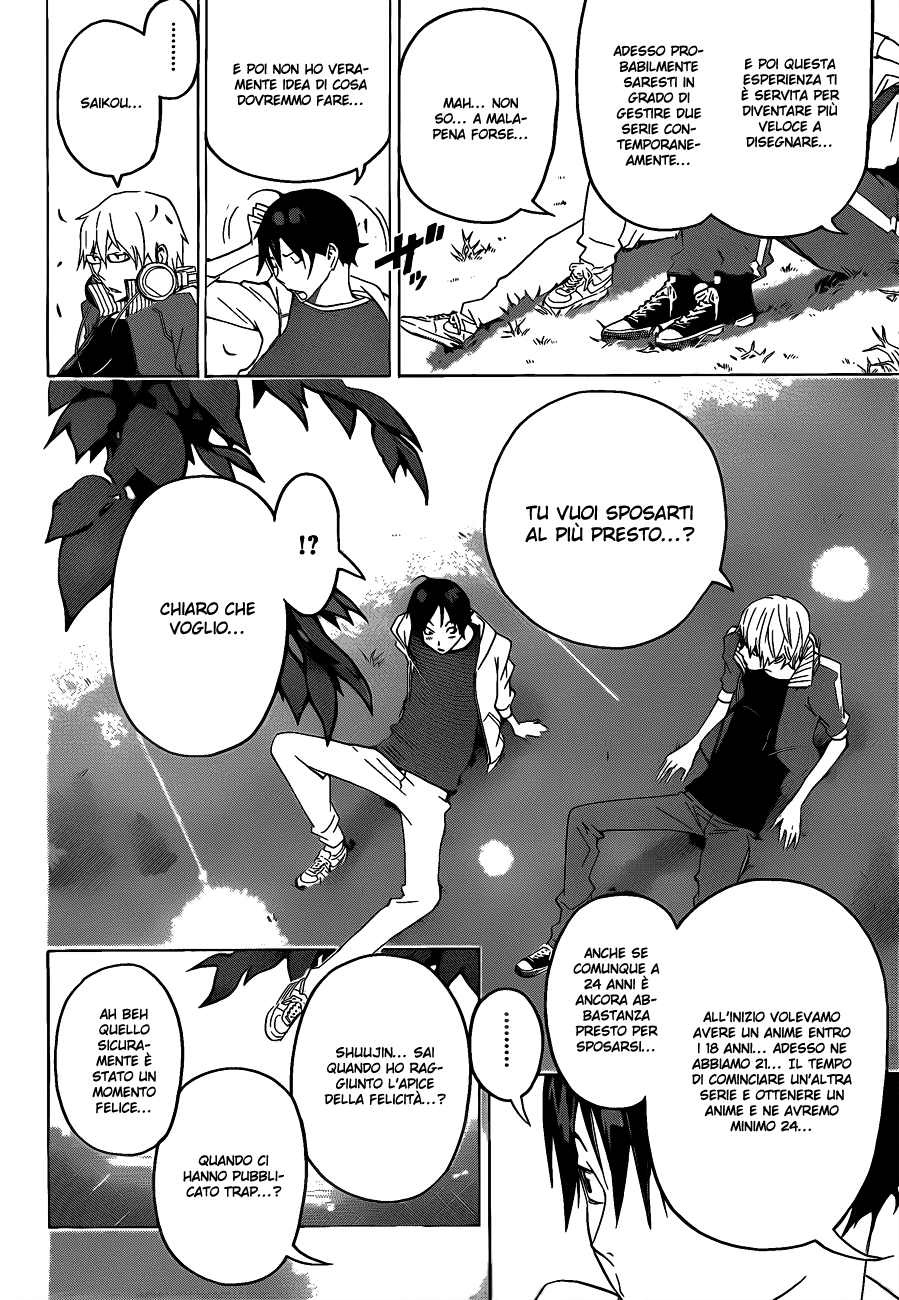 E POI QUESTA
ESPERIENZA TI
È SERVITA PER
DIVENTARE PIÙ
VELOCE A
DISEGNARE...
ADESSO PRO-
BABILMENTE
SARESTI IN
GRADO DI
GESTIRE DUE
SERIE CON-
TEMPORANE-
AMENTE...
MAH... NON
SO... A MALA-
PENA FORSE...
ザッ
E POI NON HO VERA-
MENTE IDEA DI COSA
DOVREMMO FARE...
.........
SAIKOU...
TU VUOI SPOSARTI
AL PIÙ PRESTO...?
!?
CHIARO CHE
VOGLIO...
ALL'INIZIO VOLEVAMO
AVERE UN ANIME ENTRO
I 18 ANNI... ADESSO NE
ABBIAMO 21... IL TEMPO
DI COMINCIARE UN'ALTRA
SERIE E OTTENERE UN
ANIME E NE AVREMO
MINIMO 24...
ANCHE SE
COMUNQUE A
24 ANNI È
ANCORA AB-
BASTANZA
PRESTO PER
SPOSARSI...
.........
SHUUJIN... SAI
QUANDO HO RAG-
GIUNTO L'APICE
DELLA FELICITÀ...?
QUANDO CI
HANNO PUBBLI-
CATO TRAP...?
AH BEH
QUELLO
SICURA-
MENTE È
STATO UN
MOMENTO
FELICE...